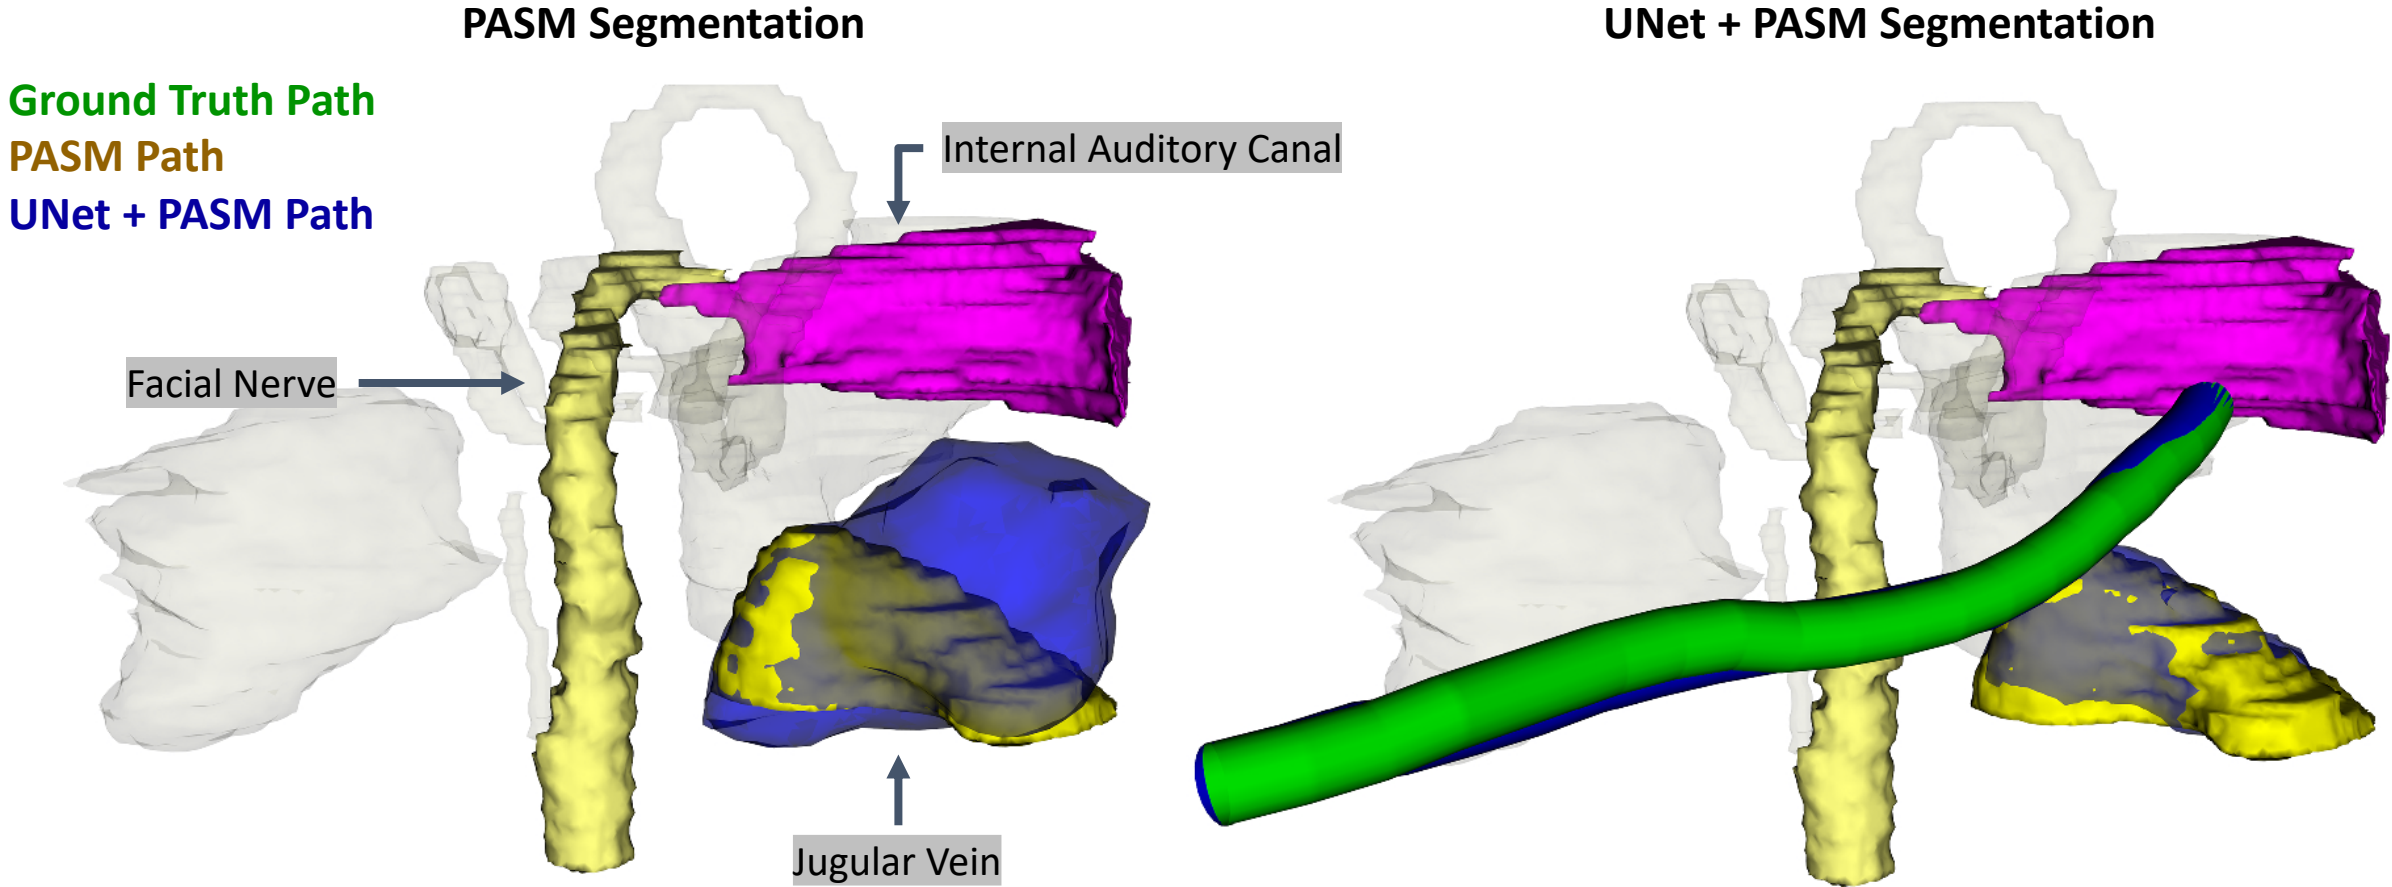 PASM Segmentation
UNet + PASM Segmentation
Ground Truth Path
PASM Path
UNet + PASM Path
Internal Auditory Canal
Facial Nerve
Jugular Vein